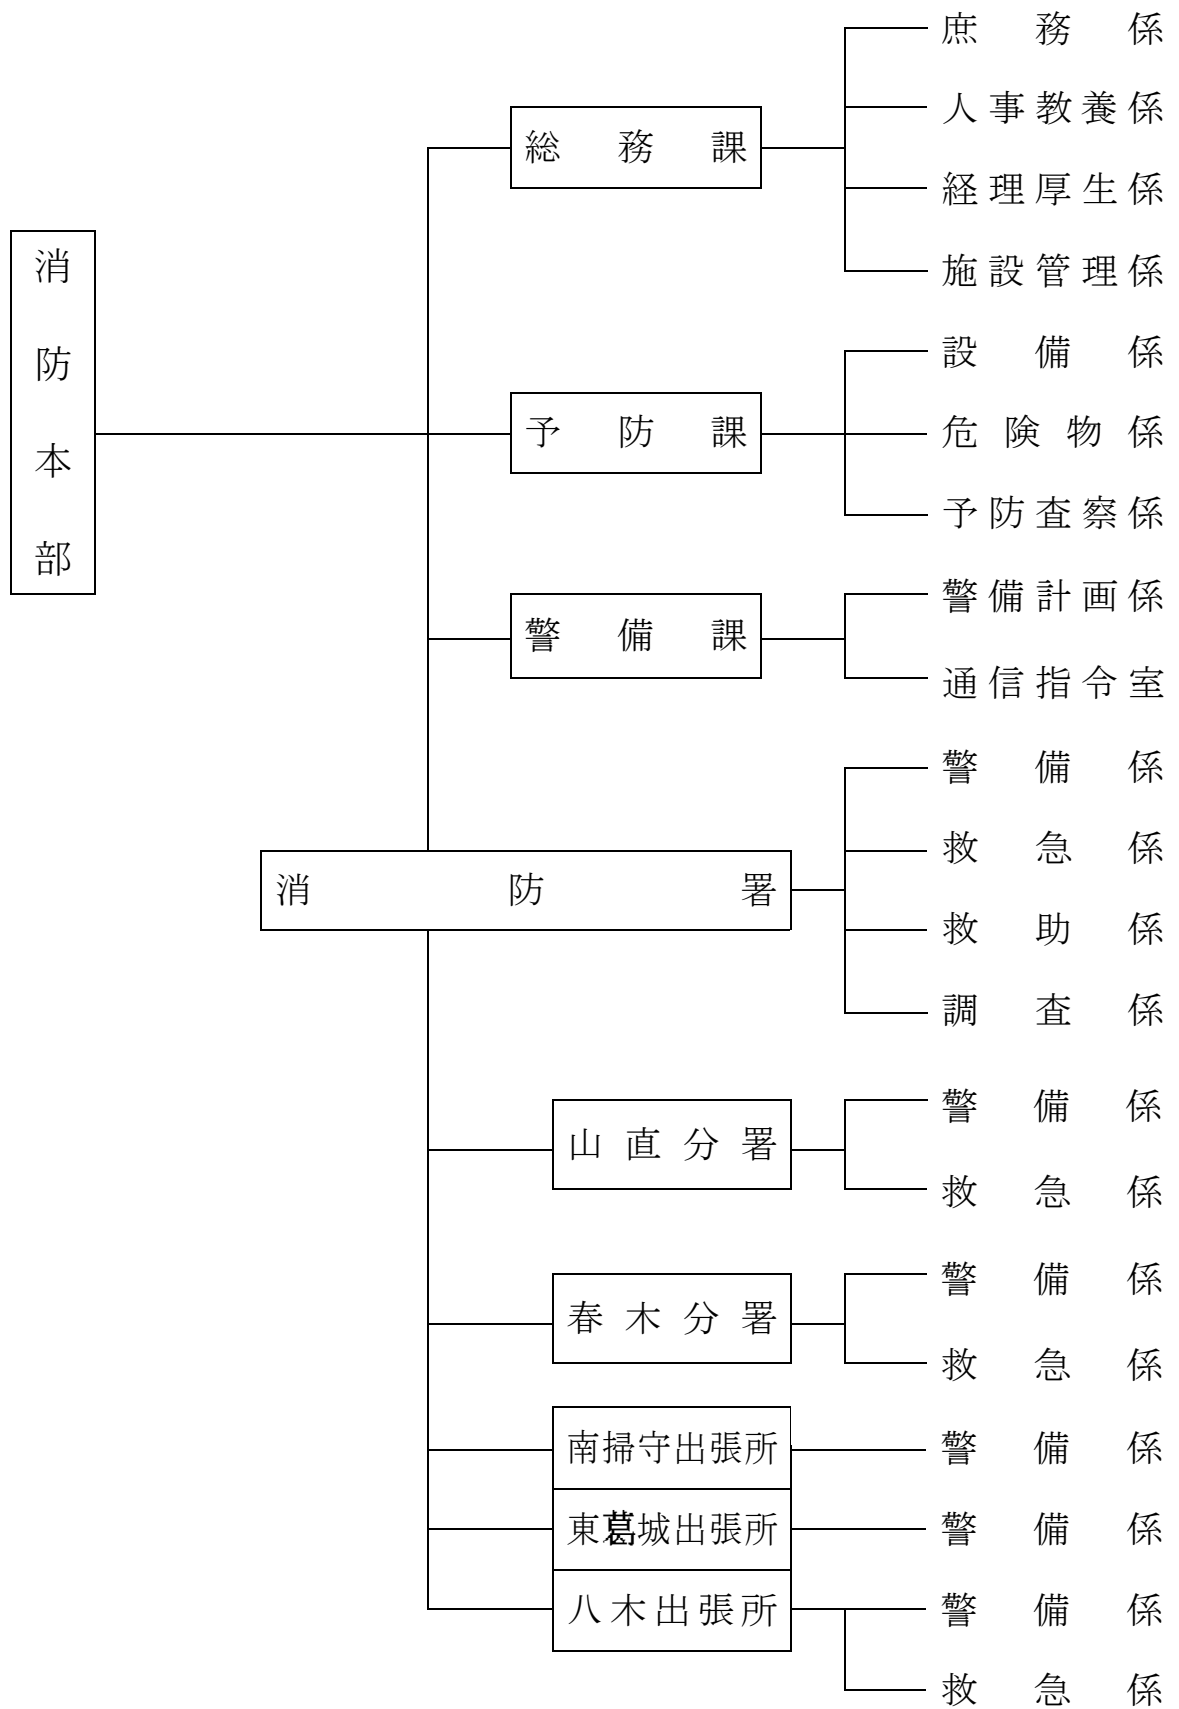 消防本部
総務課
庶務係
人事教養係
経理厚生係
施設管理係
予防課
設備係
危険物係
予防査察係
警備課
警備計画係
通信指令室
消防署
警備係
救急係
救助係
調査係
山直分署
警備係
救急係
春木分署
警備係
救急係
南掃守出張所
警備係
東葛城出張所
警備係
八木出張所
警備係
救急係